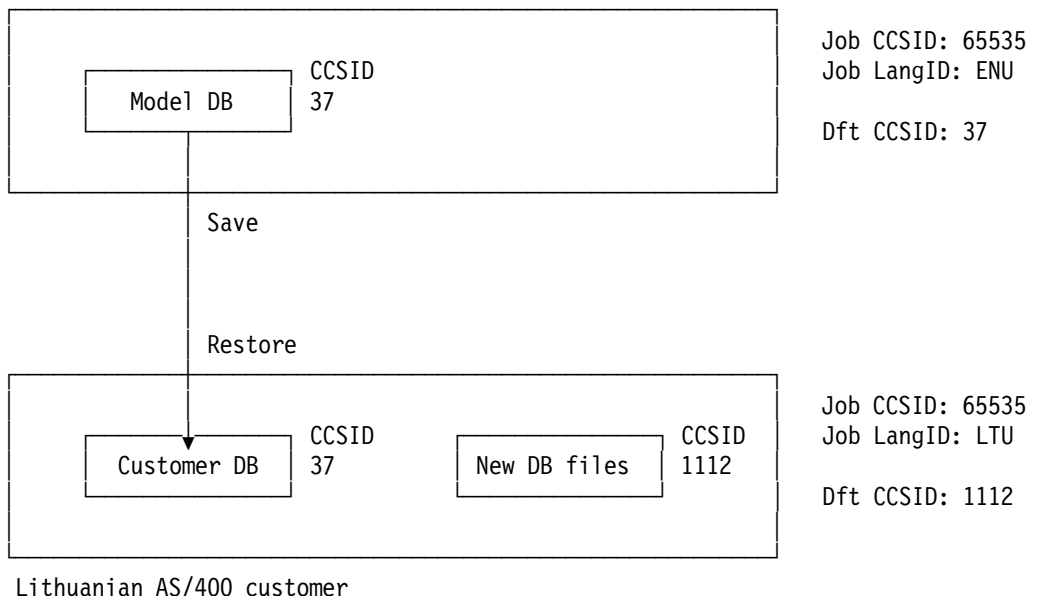 Job CCSID: 65535
CCSID Job LangID: ENU
Model DB 37
Dft CCSID: 37
Save
Restore
Job CCSID: 65535
CCSID CCSID Job LangID: LTU
Customer DB 37 New DB files 1112
Dft CCSID: 1112
Lithuanian AS/400 customer